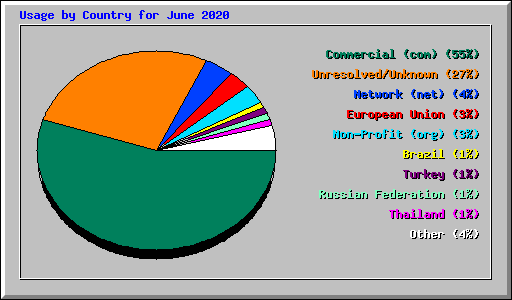 Usage by Country for June 2020
Commercial (com) (55%)
Unresolved/Unknown (27%)
Network (net) (4%)
European Union (3%)
Non-Profit (org) (3%)
Brazil (1%)
Turkey (1%)
Russian Federation (1%)
Thailand (1%)
Other (4%)